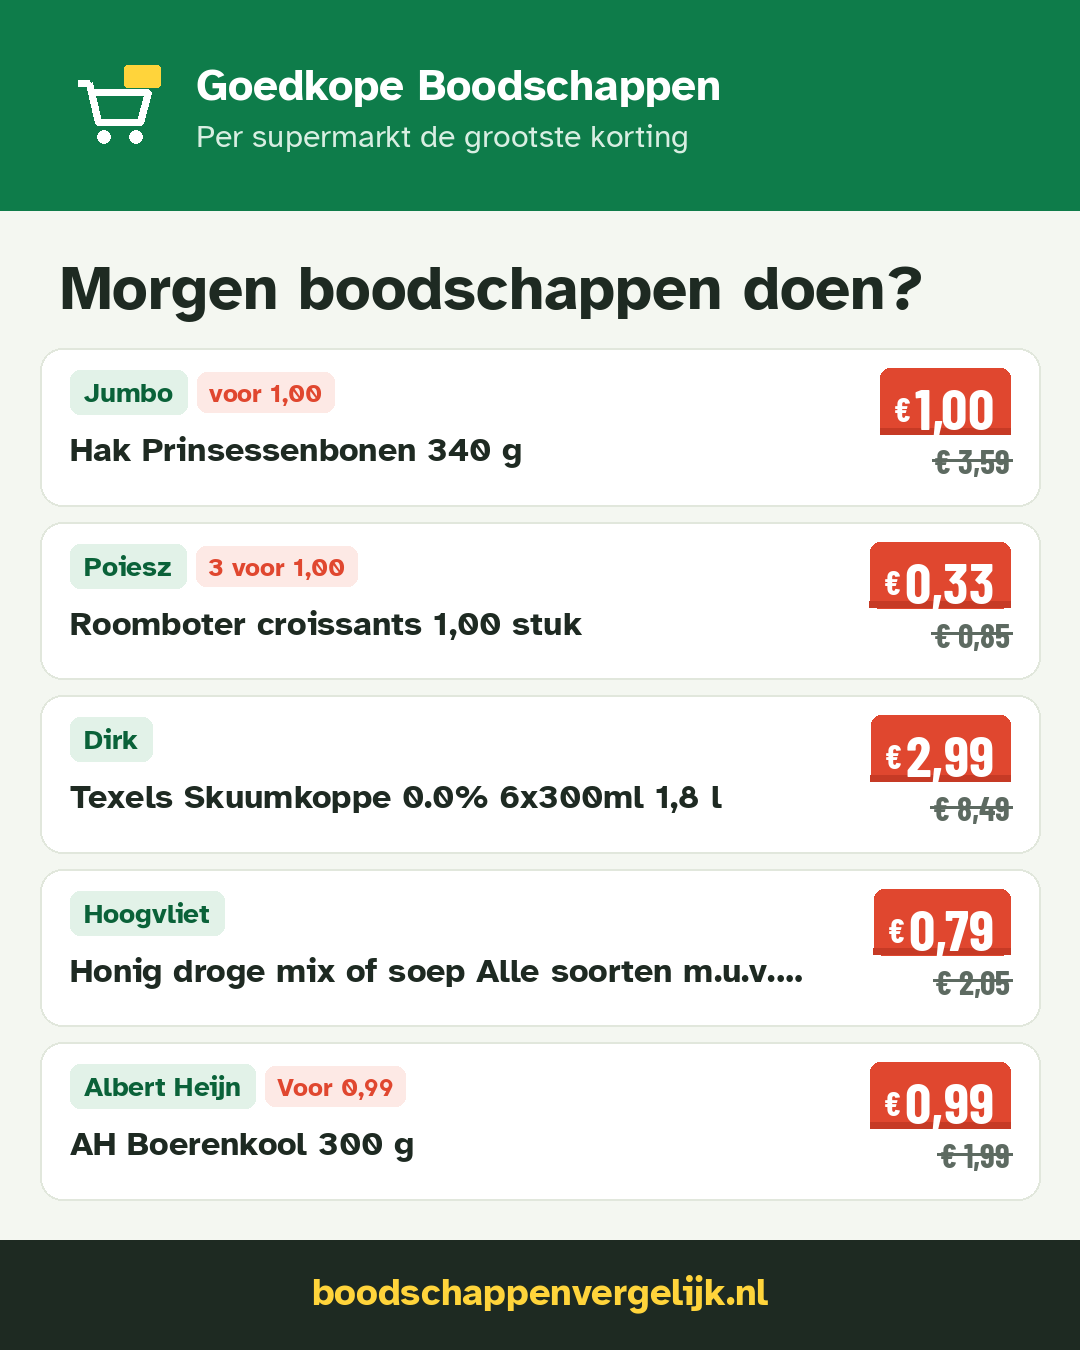 Goedkope Boodschappen
Per supermarkt de grootste korting
Morgen boodschappen doen?
Jumbo voor 1,00
€ 1,00
Hak Prinsessenbonen 340 g
€ 3,59
Poiesz 3 voor 1,00
€ 0,33
Roomboter croissants 1,00 stuk
€ 0,85
Dirk
€ 2,99
Texels Skuumkoppe 0.0% 6x300ml 1,8 l
€ 8,49
Hoogvliet
€ 0,79
Honig droge mix of soep Alle soorten m.u.v....
€ 2,05
Albert Heijn Voor 0,99
€ 0,99
AH Boerenkool 300 g
€ 1,99
boodschappenvergelijk.nl